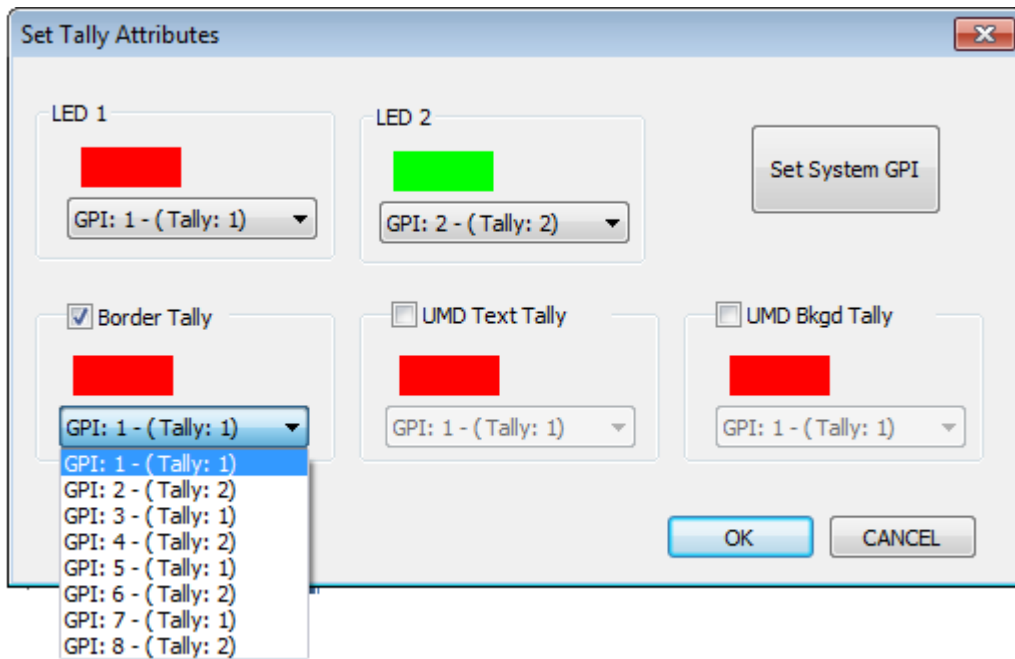 Set Tally Attributes
LED 1
LED 2
GPI: 1 - ( Tally: 1)
GPI: 2 - ( Tally: 2)
Set System GPI
Border Tally
UMD Text Tally
UMD Bkgd Tally
GPI: 1 - ( Tally: 1)
GPI: 1 - ( Tally: 1)
GPI: 1 - ( Tally: 1)
GPI: 1 - ( Tally: 1)
GPI: 2 - ( Tally: 2)
GPI: 3 - ( Tally: 1)
GPI: 4 - ( Tally: 2)
GPI: 5 - ( Tally: 1)
GPI: 6 - ( Tally: 2)
GPI: 7 - ( Tally: 1)
GPI: 8 - ( Tally: 2)
OK
CANCEL